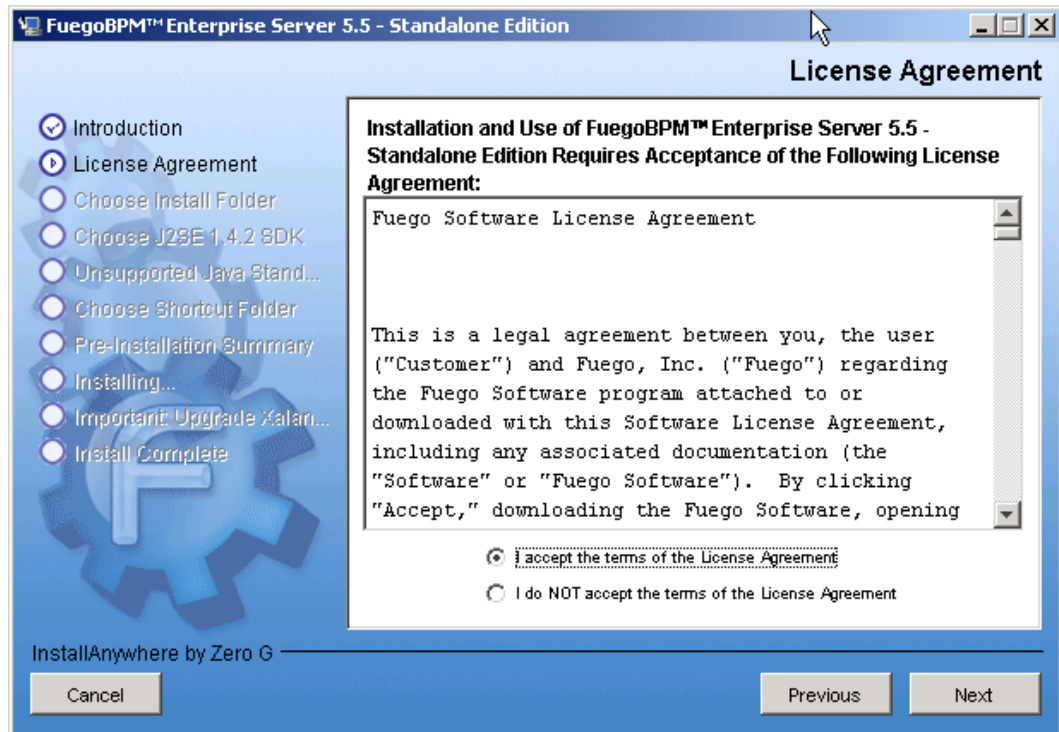 FuegoBPM™ Enterprise Server 5.5 - Standalone Edition
License Agreement
Introduction
License Agreement
Choose Install Folder
Choose J2SE 1.4.2 SDK
Unsupported Java Stand...
Choose Shortcut Folder
Pre-Installation Summary
Installing...
Important: Upgrade Xalan...
Install Complete
Installation and Use of FuegoBPM™ Enterprise Server 5.5 -
Standalone Edition Requires Acceptance of the Following License
Agreement:
Fuego Software License Agreement
This is a legal agreement between you, the user
("Customer") and Fuego, Inc. ("Fuego") regarding
the Fuego Software program attached to or
downloaded with this Software License Agreement,
including any associated documentation (the
"Software" or "Fuego Software").  By clicking
"Accept," downloading the Fuego Software, opening
I accept the terms of the License Agreement
I do NOT accept the terms of the License Agreement
InstallAnywhere by Zero G
Cancel
Previous
Next